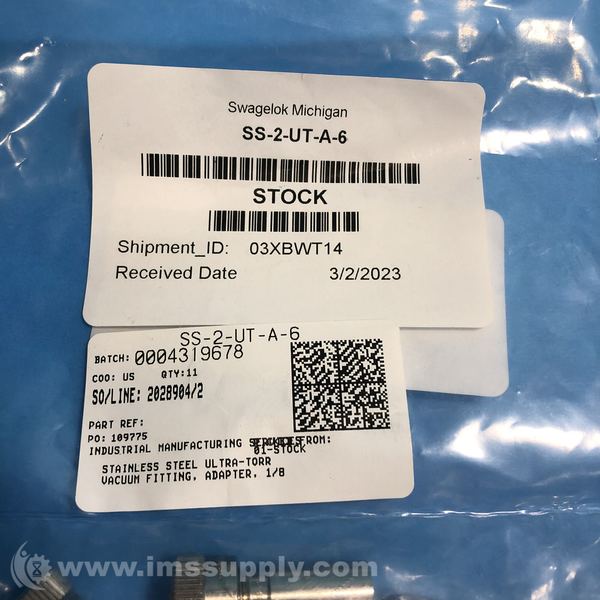 Swagelok Michigan
SS-2-UT-A-6
STOCK
Shipment_ID: 03XBWT14
Received Date 3/2/2023
SS-2-UT-A-6
BATCH: 0004319678
COO: US QTY:11
SO/LINE: 2028904/2
PART REF:
PO: 109775
INDUSTRIAL MANUFACTURING FROM:
01-STOCK
STAINLESS STEEL ULTRA-TORR
VACUUM FITTING, ADAPTER, 1/8
www.imssupply.com